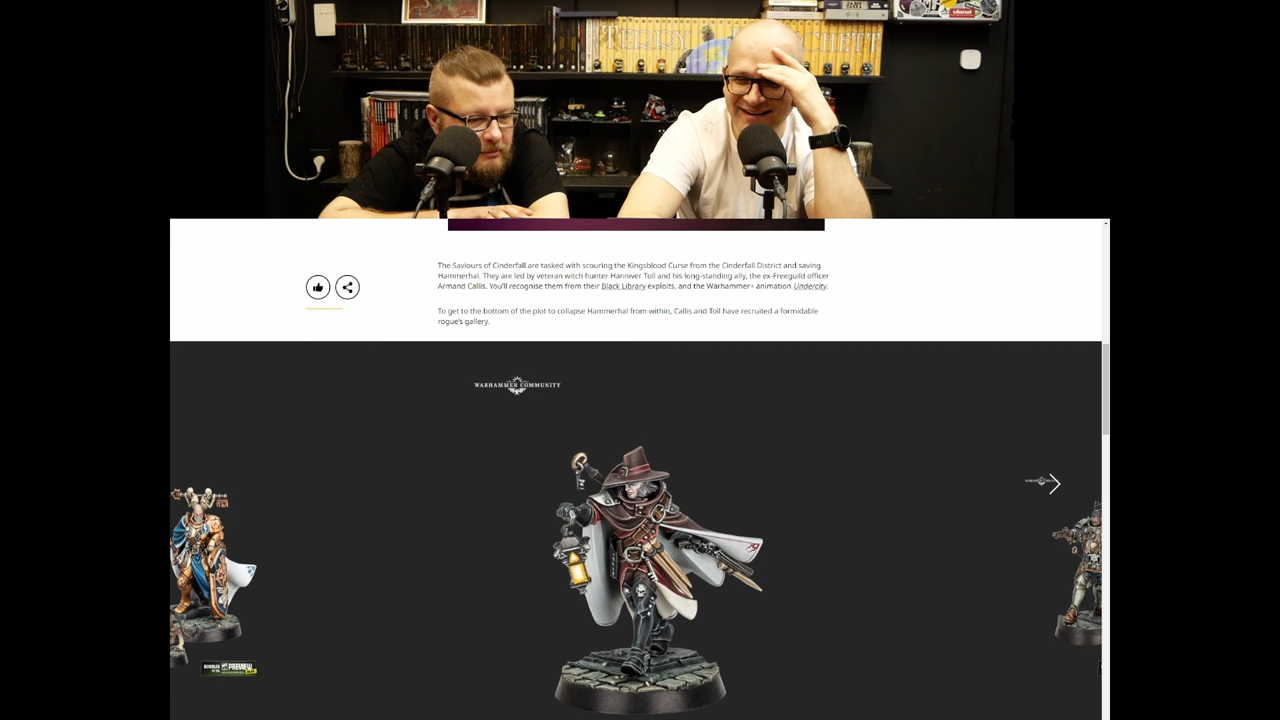 TERRY PRATCHETT
The Saviours of Cinderfall are tasked with scouring the Kingsblood Curse from the Cinderfall District and saving
Hammerhal. They are led by veteran witch hunter Hanniver Toll and his long-standing ally, the ex-Freeguild officer
Armand Callis. You'll recognise them from their Black Library exploits, and the Warhammer+ animation Undercity.
To get to the bottom of the plot to collapse Hammerhal from within, Callis and Toll have recruited a formidable
rogue's gallery.
WARHAMMER COMMUNITY
PREVIEW